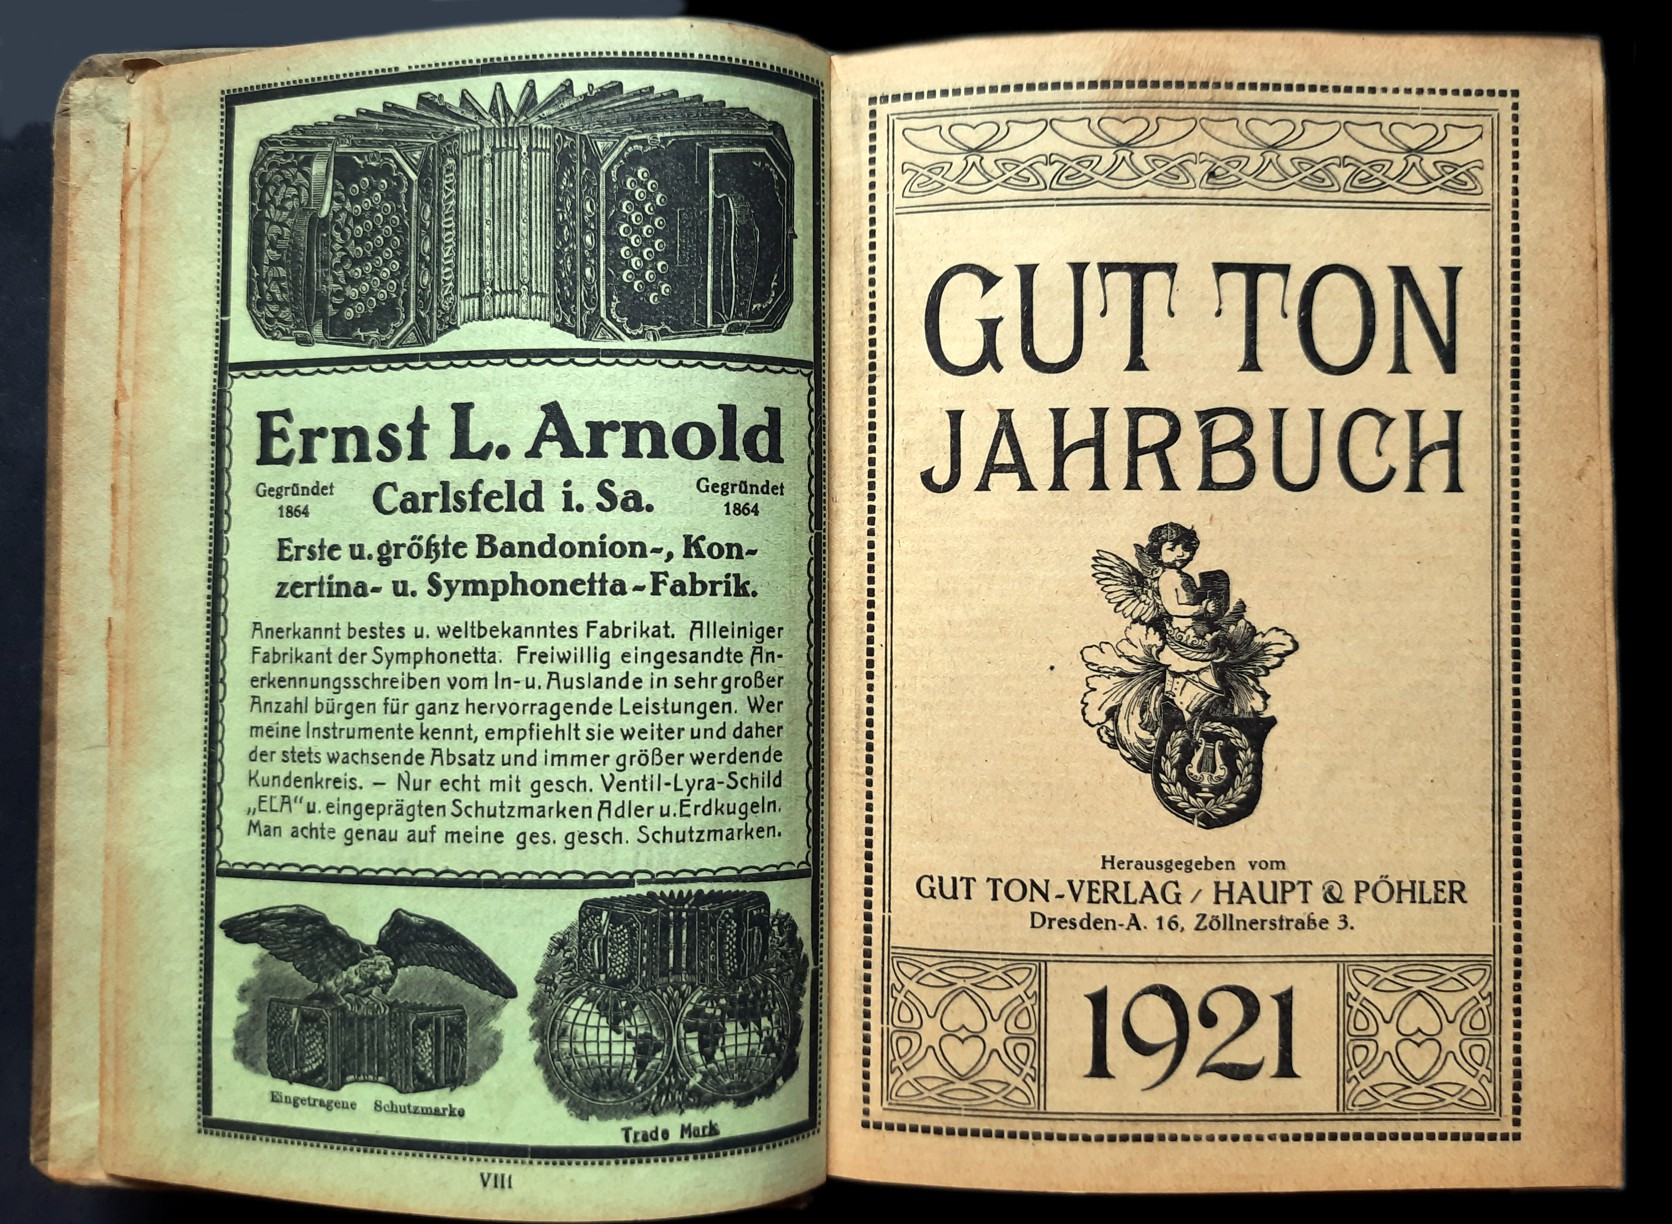 BANDONION
Ernst L. Arnold
Gegründet
1864
Carlsfeld i. Sa.
Gegründet
1864
Erste u. größte Bandonion-, Kon-
zertina- u. Symphonetta-Fabrik.
Anerkannt bestes u. weltbekanntes Fabrikat. Alleiniger
Fabrikant der Symphonetta. Freiwillig eingesandte An-
erkennungsschreiben vom In- u. Auslande in sehr großer
Anzahl bürgen für ganz hervorragende Leistungen. Wer
meine Instrumente kennt, empfiehlt sie weiter und daher
der stets wachsende Absatz und immer größer werdende
Kundenkreis. – Nur echt mit gesch. Ventil-Lyra-Schild
„ELA“ u. eingeprägten Schutzmarken Adler u. Erdkugeln.
Man achte genau auf meine ges. gesch. Schutzmarken.
Eingetragene Schutzmarke
Trade Mark
VIII
GUT TON
JAHRBUCH
Herausgegeben vom
GUT TON-VERLAG / HAUPT & PÖHLER
Dresden-A. 16, Zöllnerstraße 3.
1921